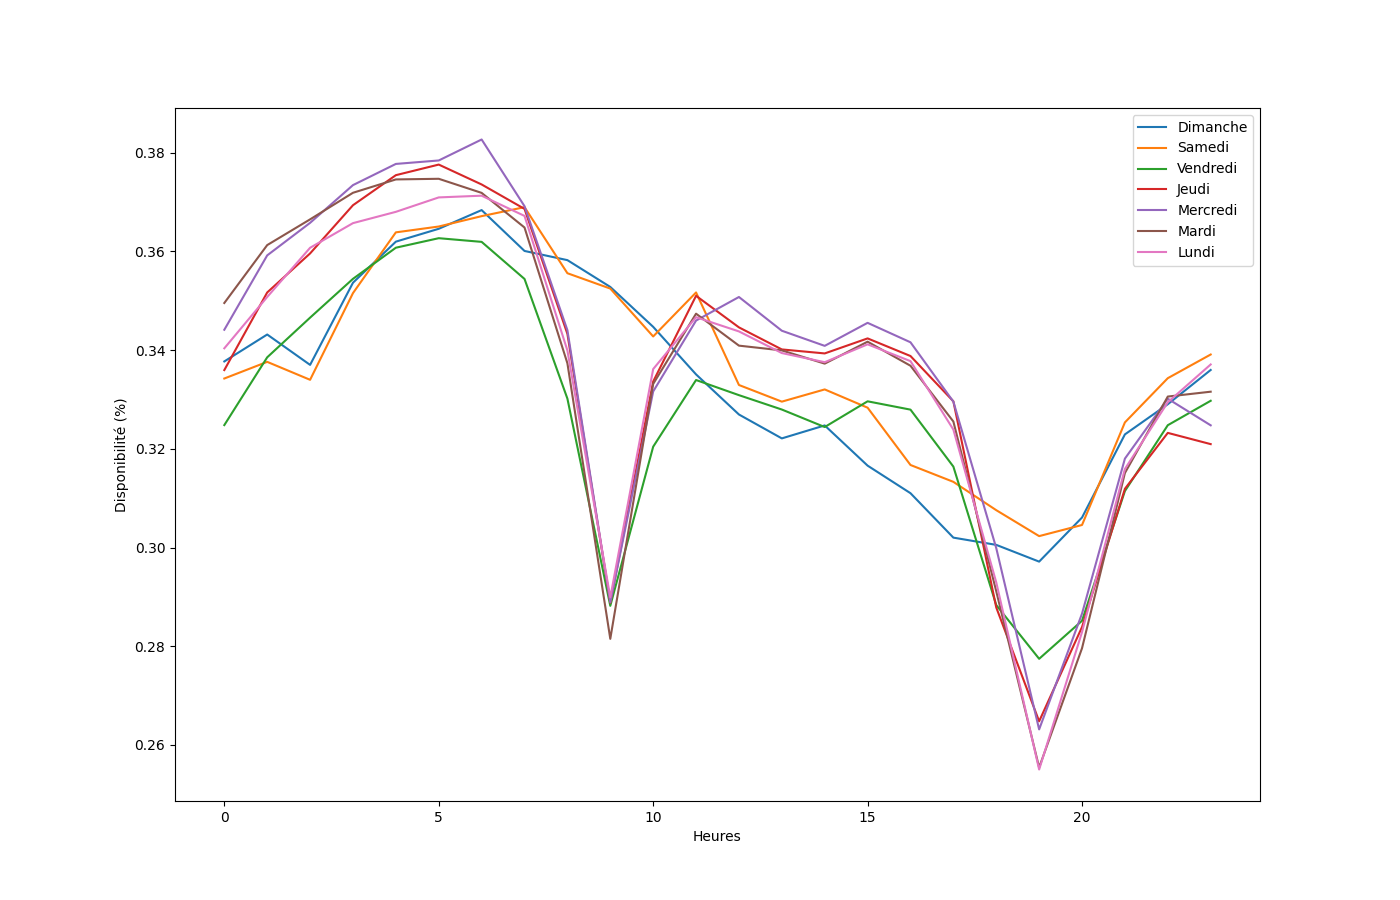 Dimanche
Samedi
Vendredi
Jeudi
Mercredi
Mardi
Lundi
0.38
0.36
0.34
0.32
0.30
0.28
0.26
Disponibilité (%)
0 5 10 15 20
Heures